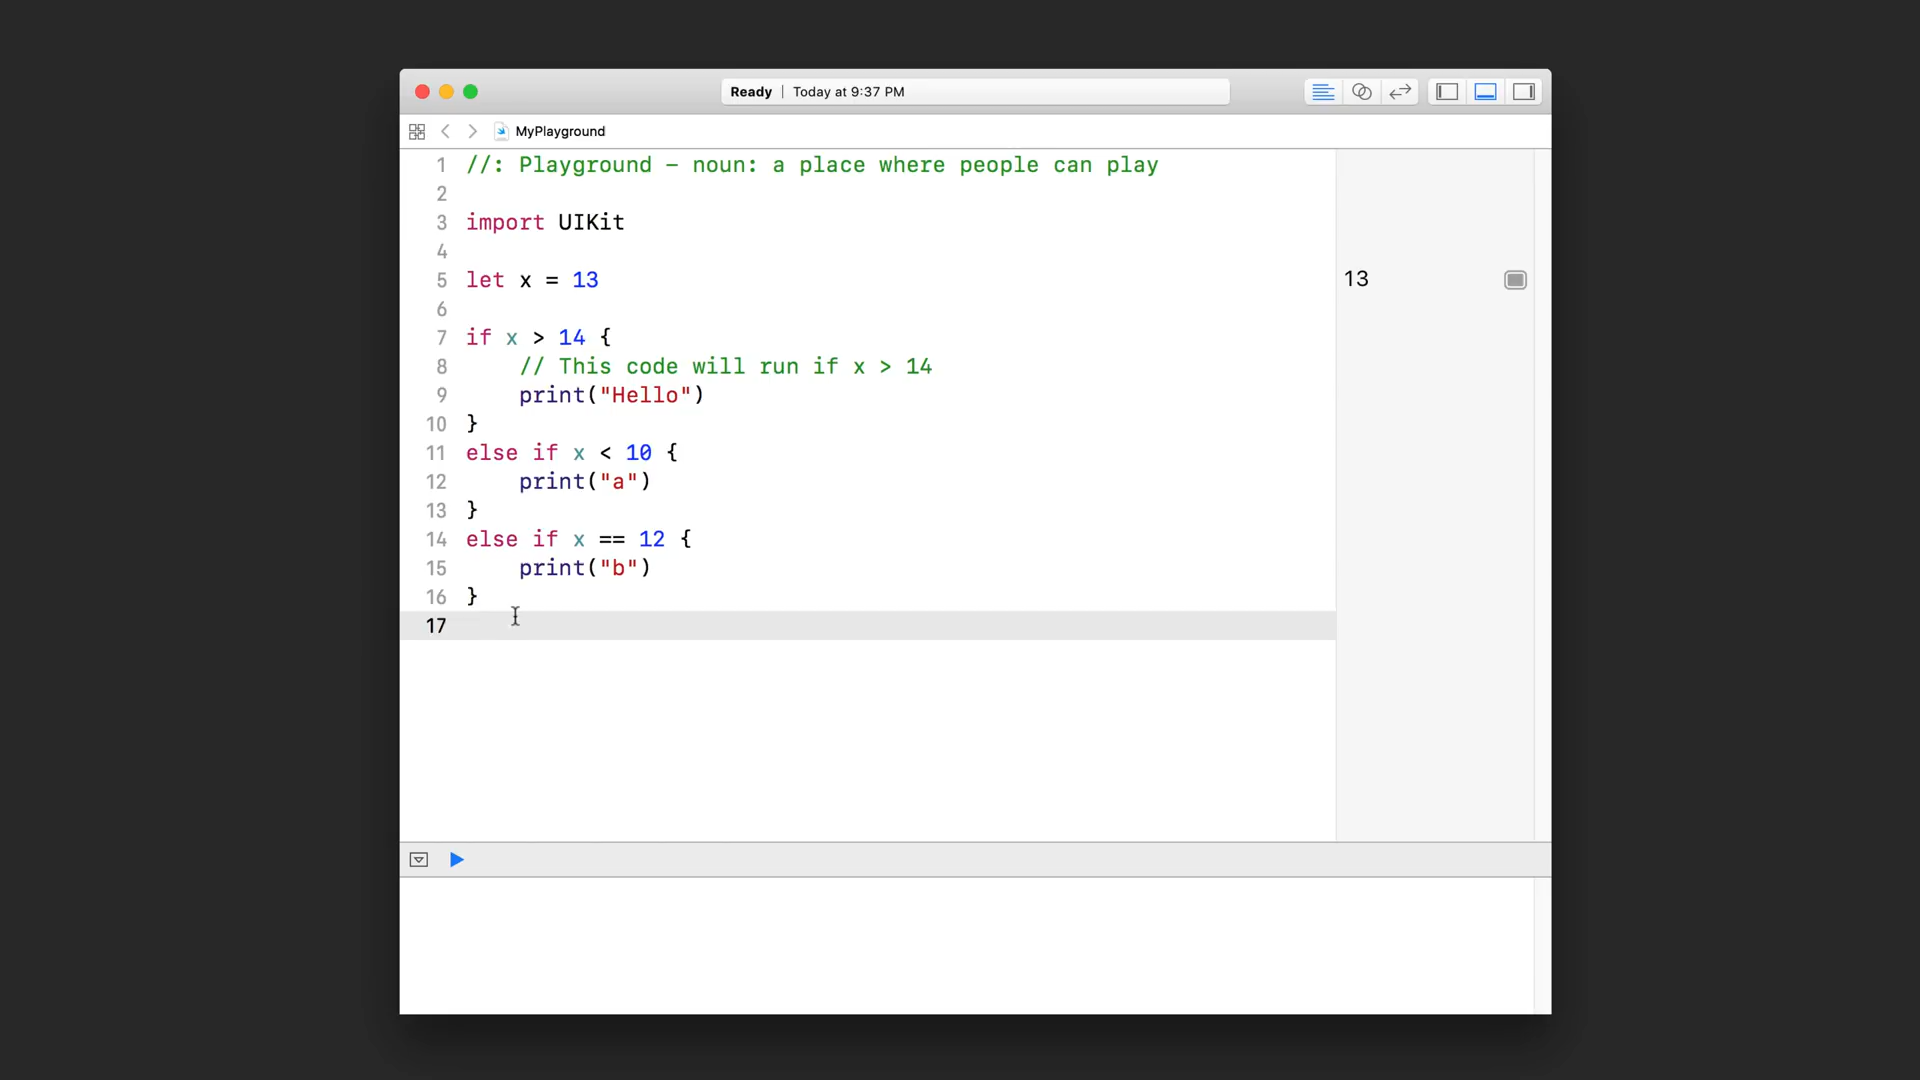 Ready | Today at 9:37 PM
MyPlayground
1 //: Playground – noun: a place where people can play
2
3 import UIKit
4
5 let x = 13 13
6
7 if x > 14 {
8 // This code will run if x > 14
9 print("Hello")
10 }
11 else if x < 10 {
12 print("a")
13 }
14 else if x == 12 {
15 print("b")
16 }
17